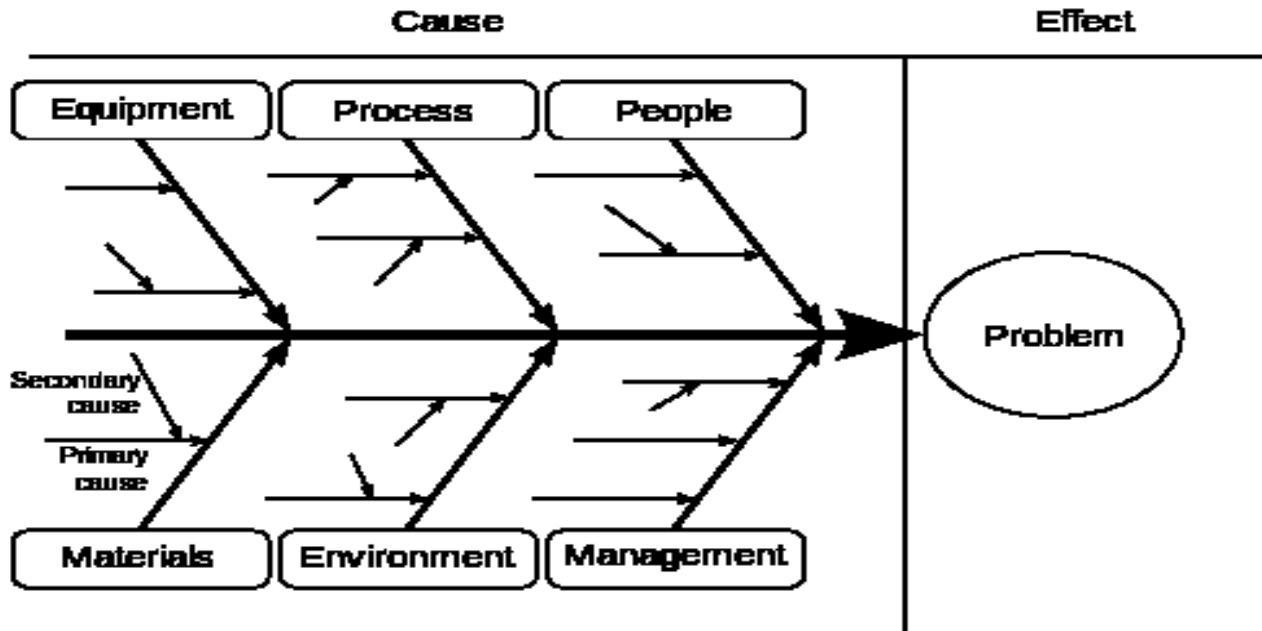 Cause
Effect
Equipment
Process
People
Problem
Secondary
cause
Primary
cause
Materials
Environment
Management